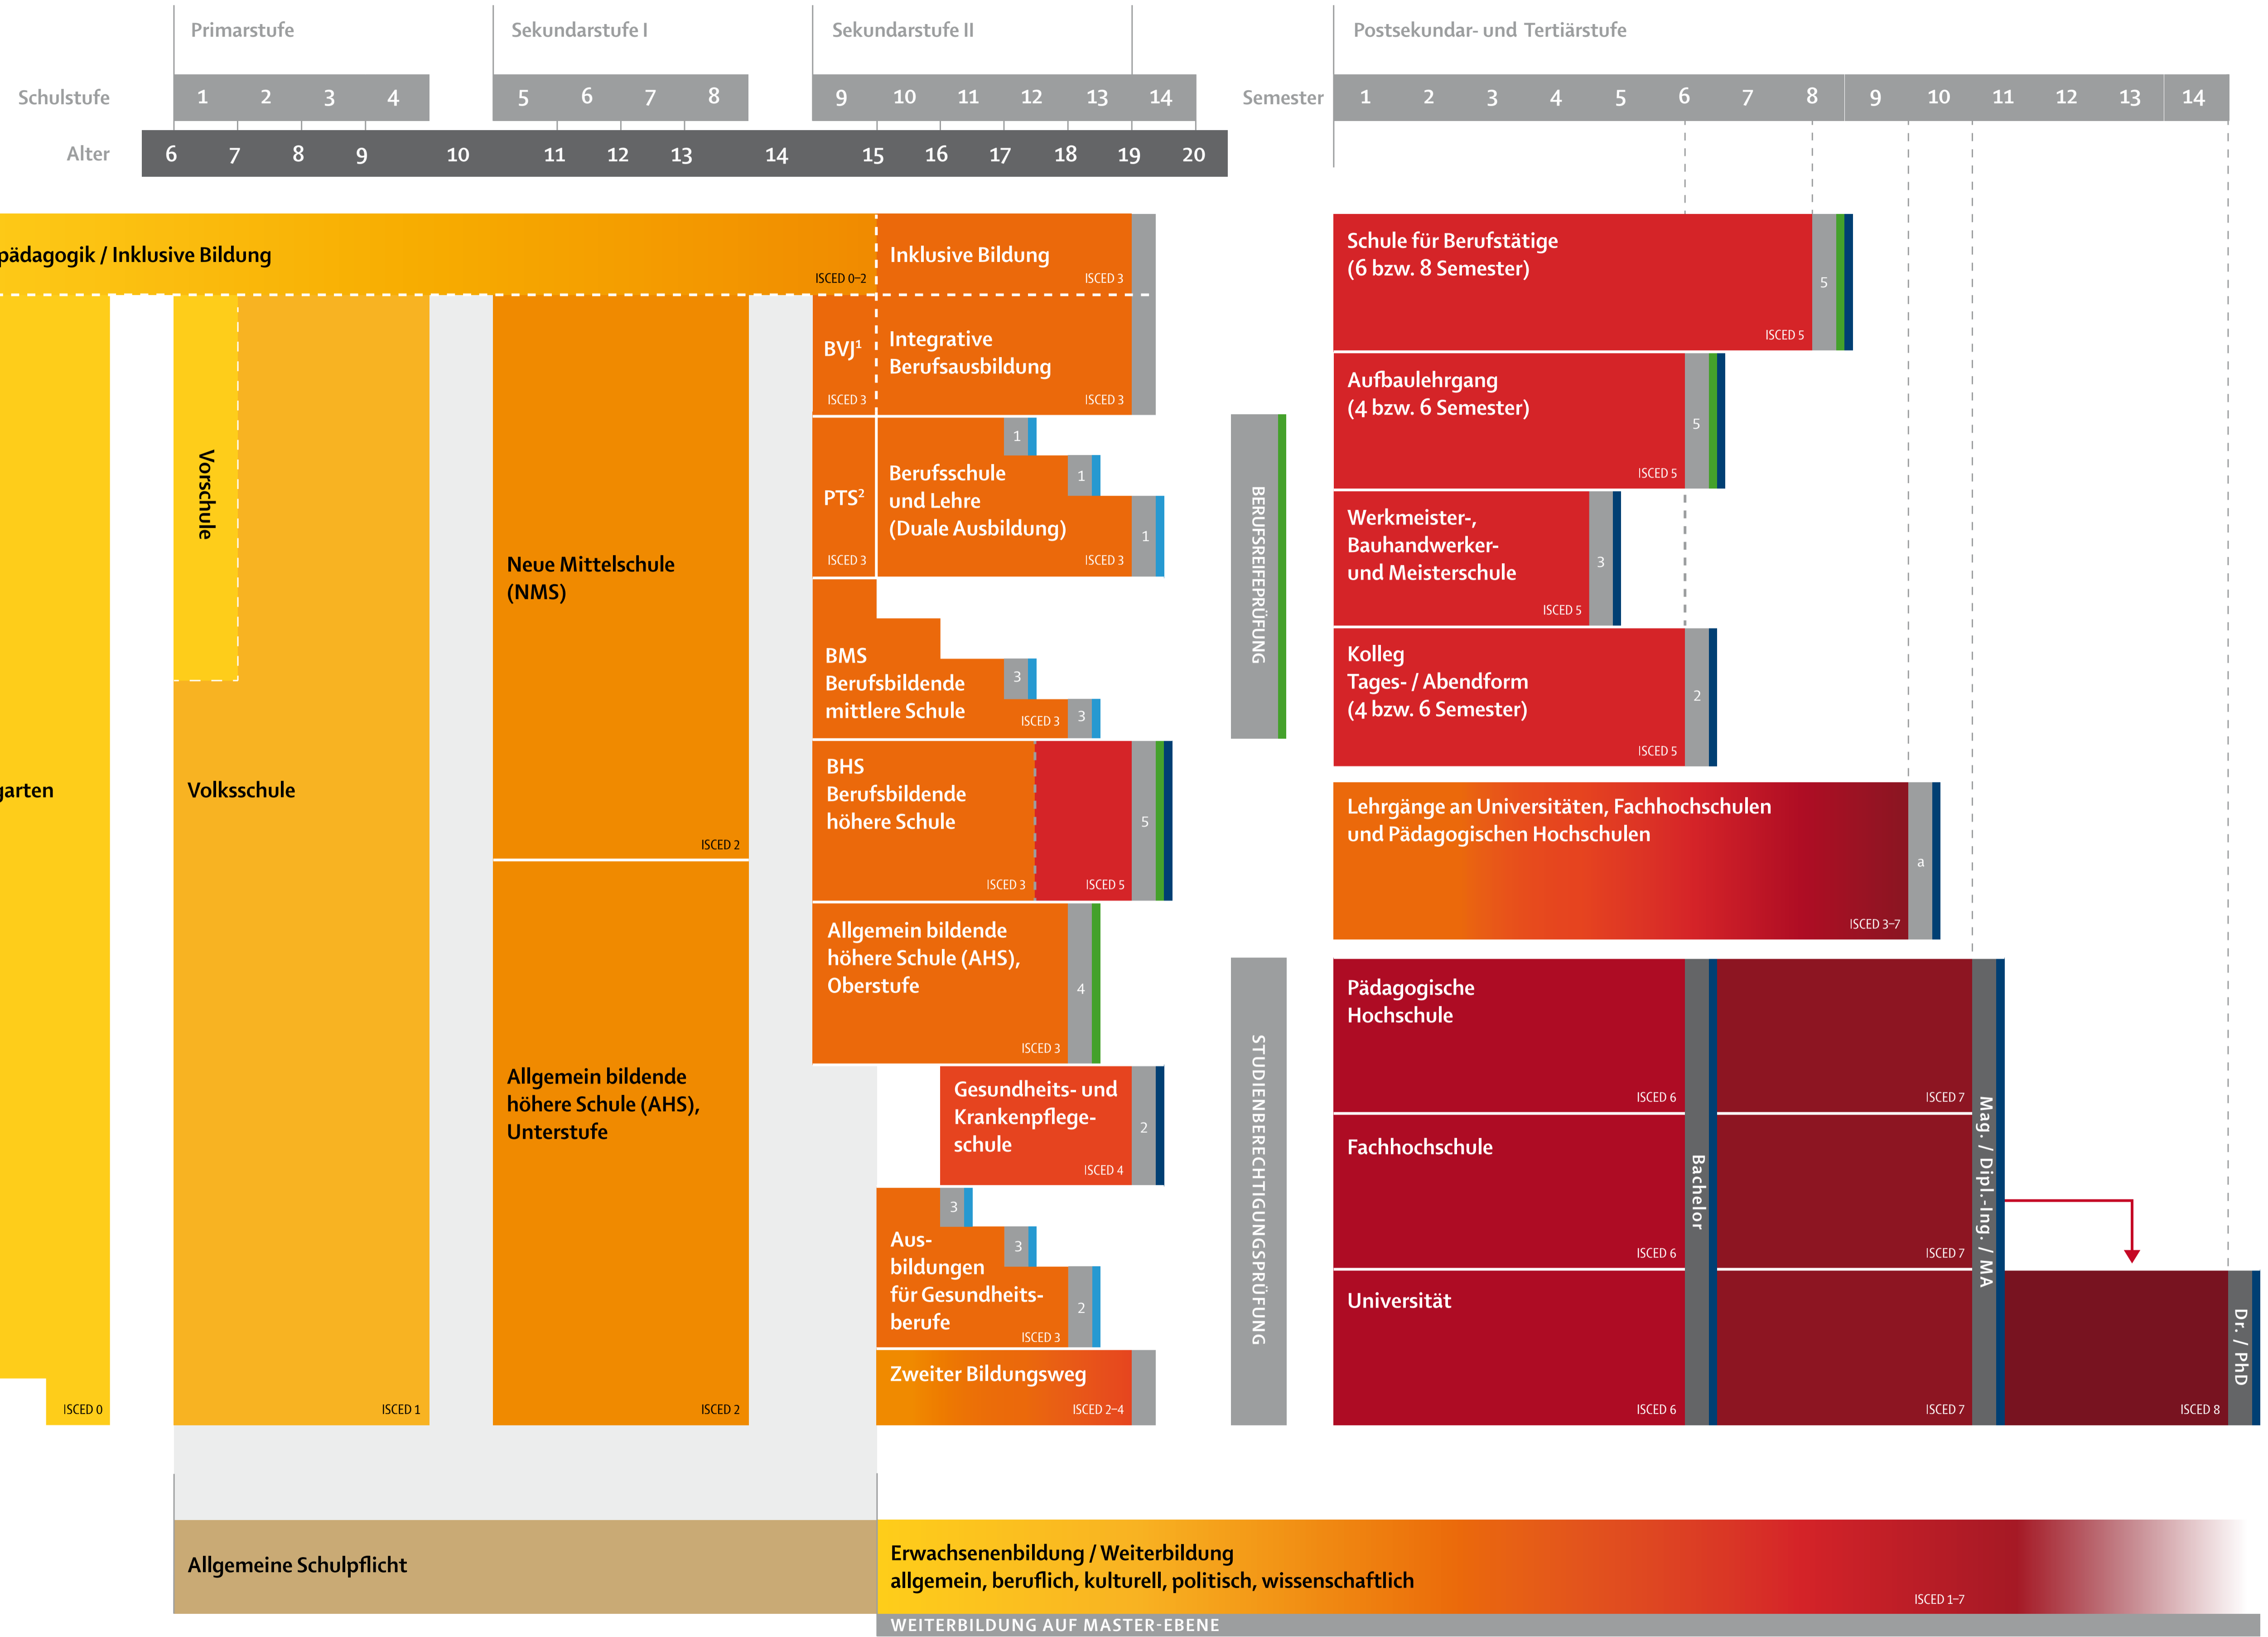 Primarstufe
Sekundarstufe I
Sekundarstufe II
Postsekundar- und Tertiärstufe
Schulstufe
1 2 3 4
5 6 7 8
9 10 11 12 13 14
Semester
1 2 3 4 5 6 7 8 9 10 11 12 13 14
Alter
6 7 8 9 10 11 12 13 14 15 16 17 18 19 20
pädagogik / Inklusive Bildung
ISCED 0–2
Inklusive Bildung
ISCED 3
garten
ISCED 0
Vorschule
Volksschule
ISCED 1
Neue Mittelschule
(NMS)
ISCED 2
Allgemein bildende
höhere Schule (AHS),
Unterstufe
ISCED 2
BVJ¹
ISCED 3
Integrative
Berufsausbildung
ISCED 3
PTS²
ISCED 3
Berufsschule
und Lehre
(Duale Ausbildung)
ISCED 3
1
1
1
BMS
Berufsbildende
mittlere Schule
ISCED 3
3
3
BHS
Berufsbildende
höhere Schule
ISCED 3
ISCED 5
5
Allgemein bildende
höhere Schule (AHS),
Oberstufe
ISCED 3
4
Gesundheits- und
Krankenpflege-
schule
ISCED 4
2
Aus-
bildungen
für Gesundheits-
berufe
ISCED 3
3
3
2
Zweiter Bildungsweg
ISCED 2–4
BERUFSREIFEPRÜFUNG
STUDIENBERECHTIGUNGSPRÜFUNG
Schule für Berufstätige
(6 bzw. 8 Semester)
ISCED 5
5
Aufbaulehrgang
(4 bzw. 6 Semester)
ISCED 5
5
Werkmeister-,
Bauhandwerker-
und Meisterschule
ISCED 5
3
Kolleg
Tages- / Abendform
(4 bzw. 6 Semester)
ISCED 5
2
Lehrgänge an Universitäten, Fachhochschulen
und Pädagogischen Hochschulen
ISCED 3–7
a
Pädagogische
Hochschule
ISCED 6
ISCED 7
Fachhochschule
ISCED 6
ISCED 7
Universität
ISCED 6
ISCED 7
ISCED 8
Bachelor
Mag. / Dipl.-Ing. / MA
Dr. / PhD
Allgemeine Schulpflicht
Erwachsenenbildung / Weiterbildung
allgemein, beruflich, kulturell, politisch, wissenschaftlich
ISCED 1–7
WEITERBILDUNG AUF MASTER-EBENE